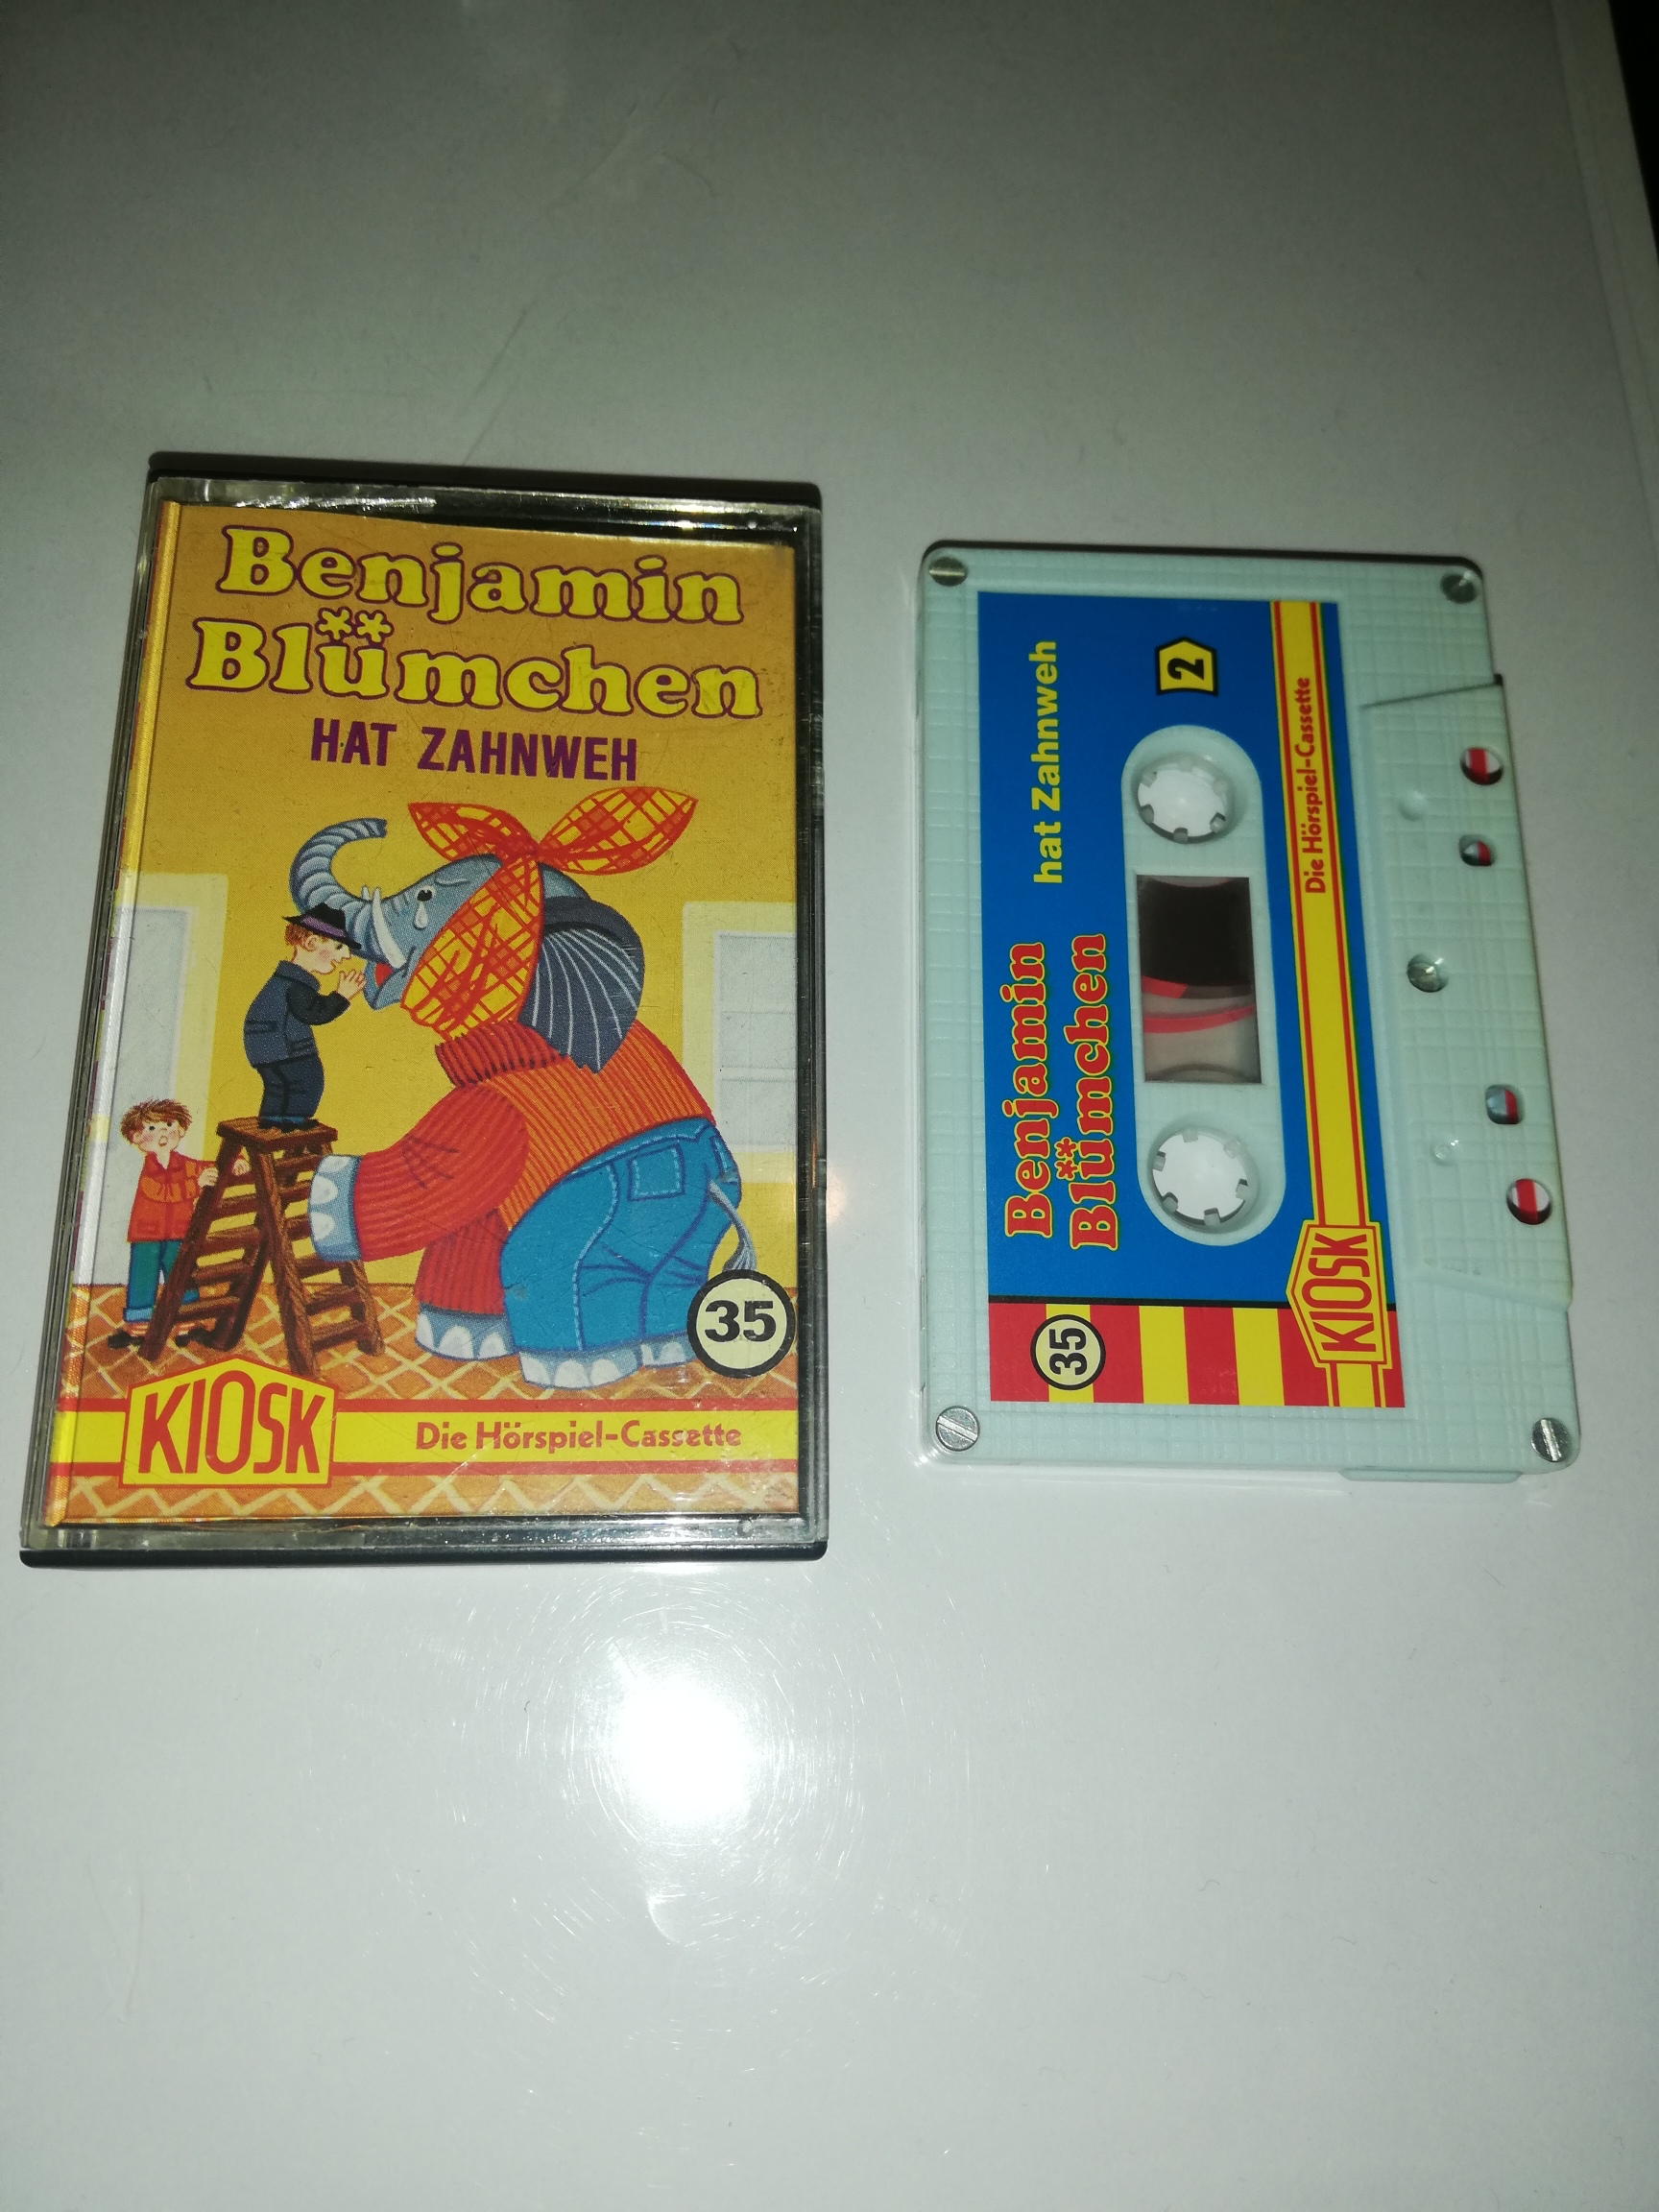 Benjamin
Blümchen
HAT ZAHNWEH
35
KIOSK
Die Hörspiel-Cassette
Benjamin
Blümchen
hat Zahnweh
2
35
KIOSK
Die Hörspiel-Cassette